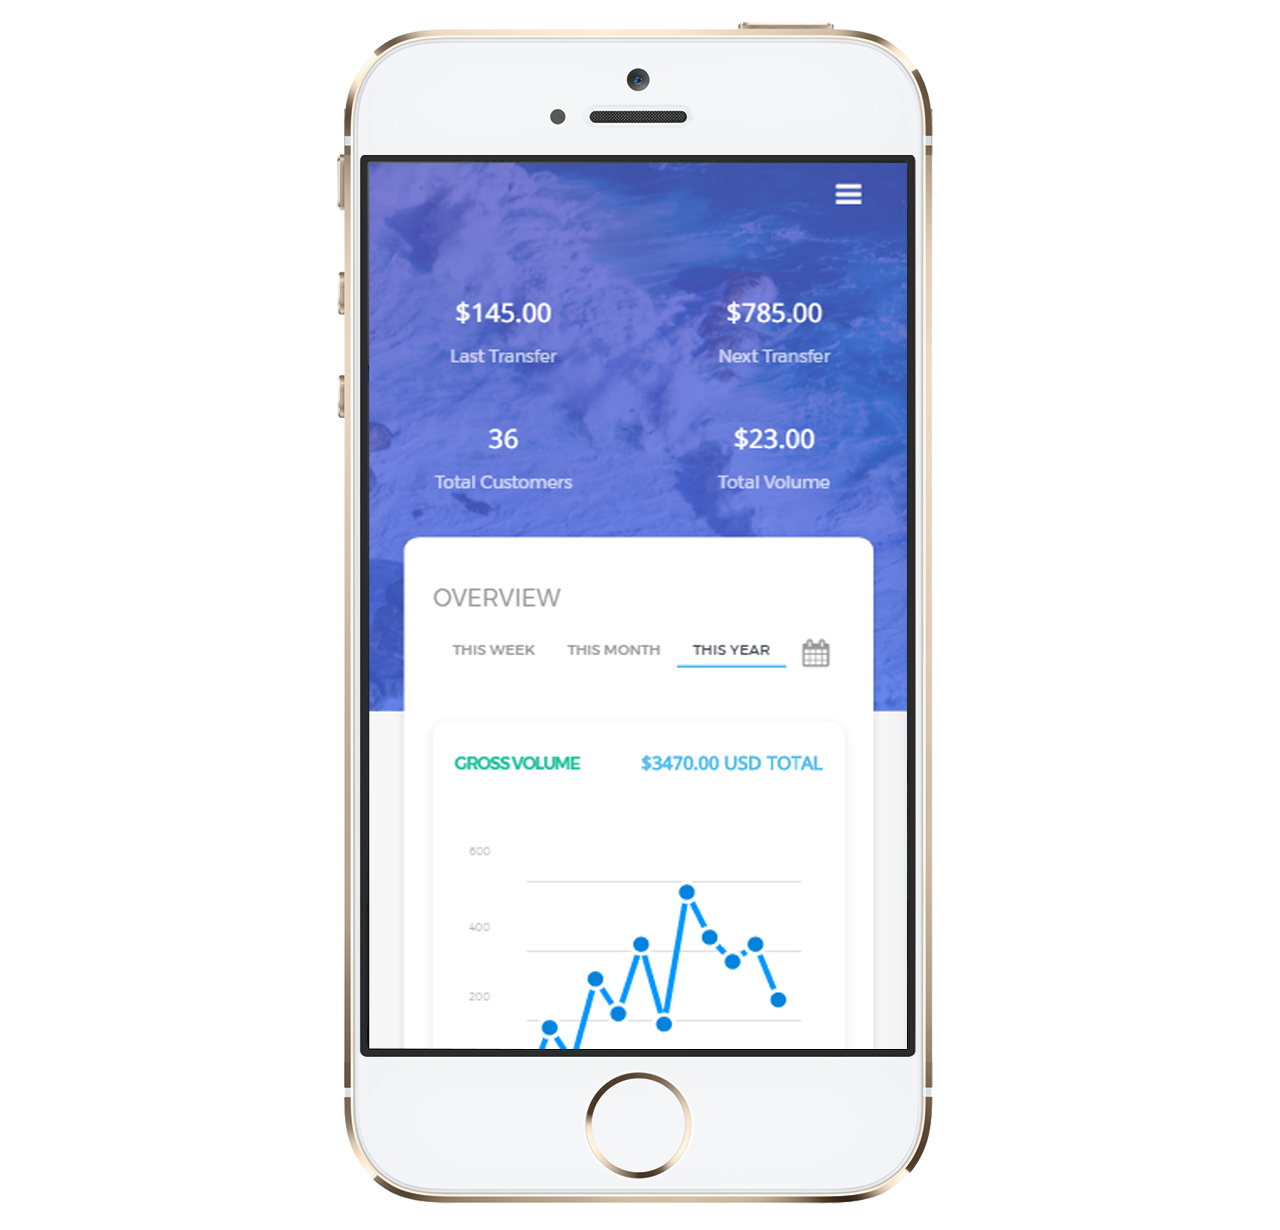 $145.00 $785.00
Last Transfer Next Transfer
36 $23.00
Total Customers Total Volume
OVERVIEW
THIS WEEK THIS MONTH THIS YEAR
GROSS VOLUME $3470.00 USD TOTAL
600
400
200